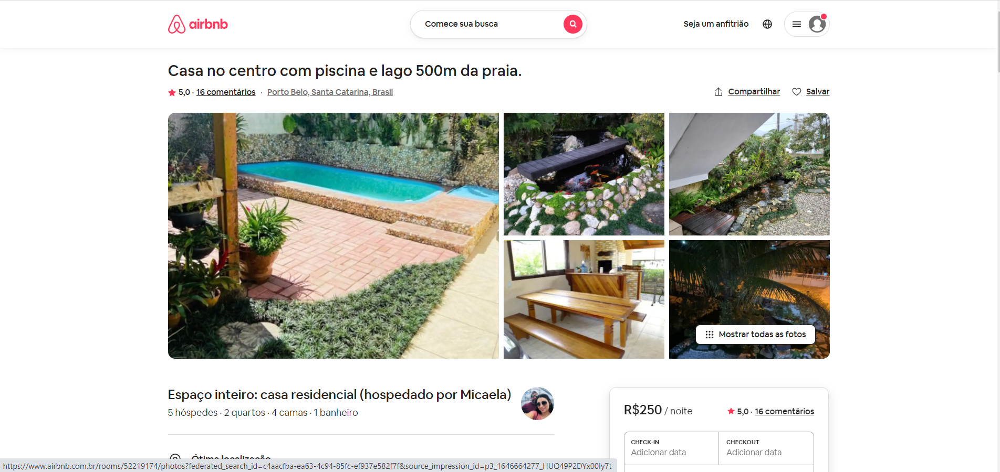 airbnb
Comece sua busca
Seja um anfitrião
Casa no centro com piscina e lago 500m da praia.
5,0 · 16 comentários · Porto Belo, Santa Catarina, Brasil
Compartilhar
Salvar
Mostrar todas as fotos
Espaço inteiro: casa residencial (hospedado por Micaela)
5 hóspedes · 2 quartos · 4 camas · 1 banheiro
R$250 / noite
5,0 · 16 comentários
CHECK-IN
Adicionar data
CHECKOUT
Adicionar data
Ótima localização
https://www.airbnb.com.br/rooms/52219174/photos?federated_search_id=c4aacfba-ea63-4c94-85fc-ef937e582f7f&source_impression_id=p3_1646664277_HUQ49P2DYx00Iy7t